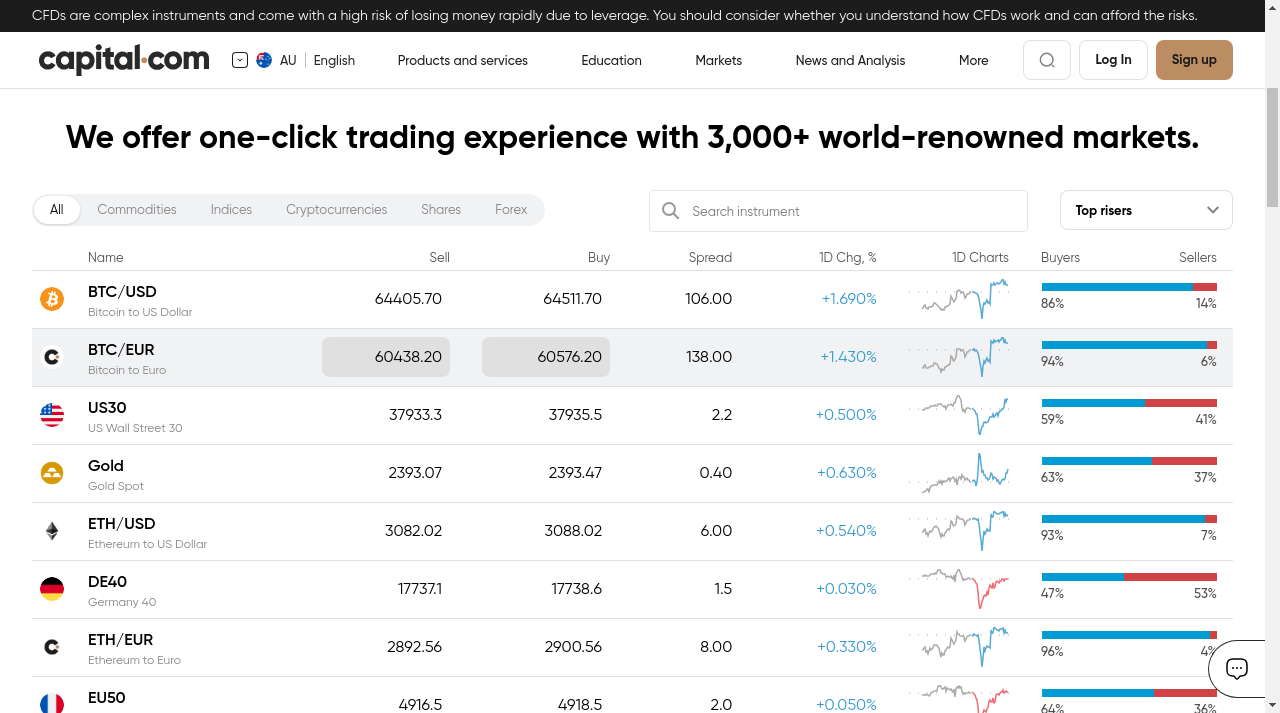 CFDs are complex instruments and come with a high risk of losing money rapidly due to leverage. You should consider whether you understand how CFDs work and can afford the risks.
capital.com AU English Products and services Education Markets News and Analysis More Log In Sign up
We offer one-click trading experience with 3,000+ world-renowned markets.
All Commodities Indices Cryptocurrencies Shares Forex Search instrument Top risers
Name Sell Buy Spread 1D Chg, % 1D Charts Buyers Sellers
BTC/USD 64405.70 64511.70 106.00 +1.690%
Bitcoin to US Dollar 86% 14%
BTC/EUR 60438.20 60576.20 138.00 +1.430%
Bitcoin to Euro 94% 6%
US30 37933.3 37935.5 2.2 +0.500%
US Wall Street 30 59% 41%
Gold 2393.07 2393.47 0.40 +0.630%
Gold Spot 63% 37%
ETH/USD 3082.02 3088.02 6.00 +0.540%
Ethereum to US Dollar 93% 7%
DE40 17737.1 17738.6 1.5 +0.030%
Germany 40 47% 53%
ETH/EUR 2892.56 2900.56 8.00 +0.330%
Ethereum to Euro 96% 4%
EU50 4916.5 4918.5 2.0 +0.050%
64% 36%